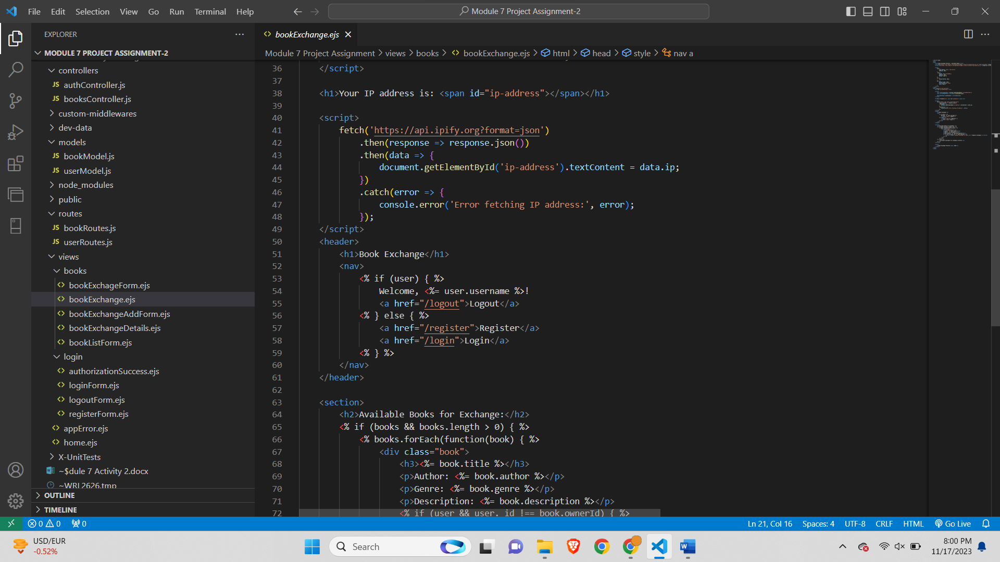 File Edit Selection View Go Run Terminal Help
Module 7 Project Assignment-2
EXPLORER
MODULE 7 PROJECT ASSIGNMENT-2
controllers
JS authController.js
JS booksController.js
custom-middlewares
dev-data
models
JS bookModel.js
JS userModel.js
node_modules
public
routes
JS bookRoutes.js
JS userRoutes.js
views
books
bookExchageForm.ejs
bookExchange.ejs
bookExchangeAddForm.ejs
bookExchangeDetails.ejs
bookListForm.ejs
login
authorizationSuccess.ejs
loginForm.ejs
logoutForm.ejs
registerForm.ejs
appError.ejs
home.ejs
X-UnitTests
~$dule 7 Activity 2.docx
~WRL2626.tmp
OUTLINE
TIMELINE
bookExchange.ejs
Module 7 Project Assignment > views > books > bookExchange.ejs > html > head > style > nav a
36 </script>
37
38 <h1>Your IP address is: <span id="ip-address"></span></h1>
39
40 <script>
41 fetch('https://api.ipify.org?format=json')
42 .then(response => response.json())
43 .then(data => {
44 document.getElementById('ip-address').textContent = data.ip;
45 })
46 .catch(error => {
47 console.error('Error fetching IP address:', error);
48 });
49 </script>
50 <header>
51 <h1>Book Exchange</h1>
52 <nav>
53 <% if (user) { %>
54 Welcome, <%= user.username %>!
55 <a href="/logout">Logout</a>
56 <% } else { %>
57 <a href="/register">Register</a>
58 <a href="/login">Login</a>
59 <% } %>
60 </nav>
61 </header>
62
63 <section>
64 <h2>Available Books for Exchange:</h2>
65 <% if (books && books.length > 0) { %>
66 <% books.forEach(function(book) { %>
67 <div class="book">
68 <h3><%= book.title %></h3>
69 <p>Author: <%= book.author %></p>
70 <p>Genre: <%= book.genre %></p>
71 <p>Description: <%= book.description %></p>
72 <% if (user && user._id !== book.ownerId) { %>
0 0 0
Ln 21, Col 16 Spaces: 4 UTF-8 CRLF HTML Go Live
USD/EUR
-0.52%
Search
8:00 PM
11/17/2023